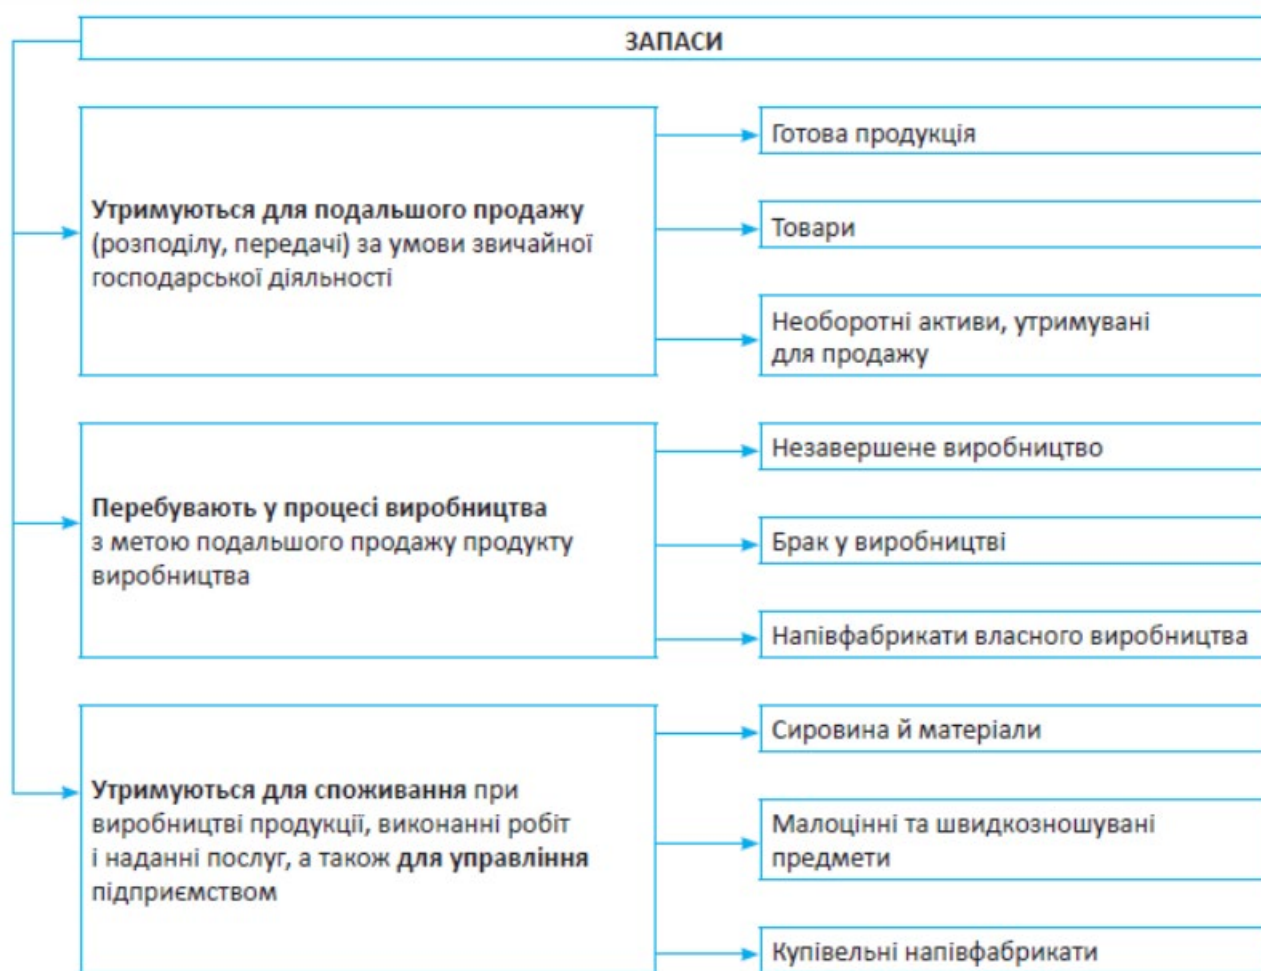 ЗАПАСИ
Утримуються для подальшого продажу
(розподілу, передачі) за умови звичайної
господарської діяльності
Готова продукція
Товари
Необоротні активи, утримувані
для продажу
Перебувають у процесі виробництва
з метою подальшого продажу продукту
виробництва
Незавершене виробництво
Брак у виробництві
Напівфабрикати власного виробництва
Утримуються для споживання при
виробництві продукції, виконанні робіт
і наданні послуг, а також для управління
підприємством
Сировина й матеріали
Малоцінні та швидкозношувані
предмети
Купівельні напівфабрикати